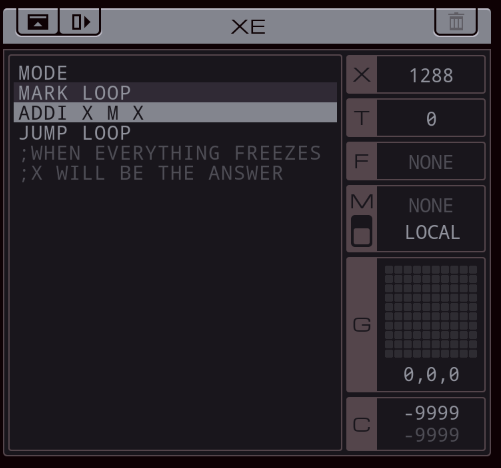 XE
MODE
MARK LOOP
ADDI X M X
JUMP LOOP
;WHEN EVERYTHING FREEZES
;X WILL BE THE ANSWER
X 1288
T 0
F NONE
M NONE
LOCAL
G
0,0,0
C -9999
-9999